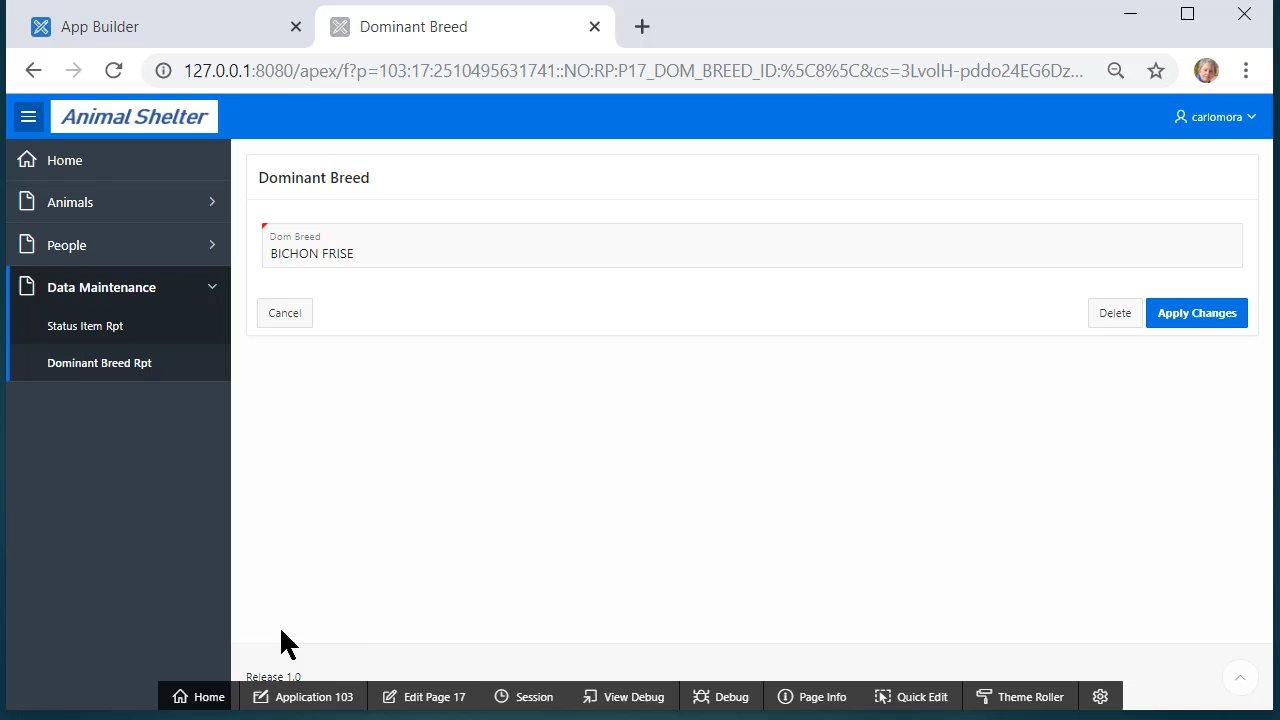 App Builder
Dominant Breed
127.0.0.1:8080/apex/f?p=103:17:2510495631741::NO:RP:P17_DOM_BREED_ID:%5C8%5C&cs=3LvolH-pddo24EG6Dz...
Animal Shelter
carlomora
Home
Animals
People
Data Maintenance
Status Item Rpt
Dominant Breed Rpt
Dominant Breed
Dom Breed
BICHON FRISE
Cancel
Delete
Apply Changes
Release 1.0
Home
Application 103
Edit Page 17
Session
View Debug
Debug
Page Info
Quick Edit
Theme Roller